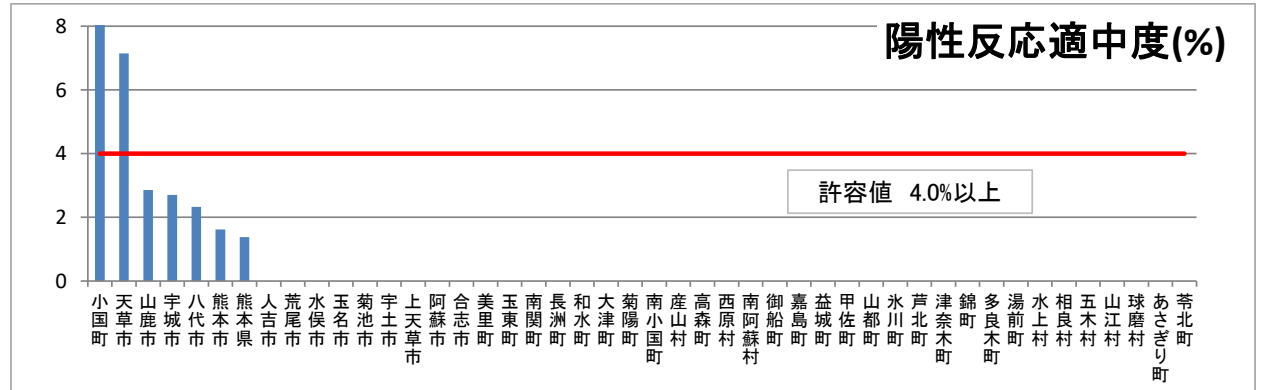 陽性反応適中度(%)
8
6
4
2
0
許容値 4.0%以上
小国町
天草市
山鹿市
宇城市
八代市
熊本市
熊本県
人吉市
荒尾市
水俣市
玉名市
菊池市
宇土市
上天草市
阿蘇市
合志市
美里町
玉東町
南関町
長洲町
和水町
大津町
菊陽町
南小国町
産山村
高森町
西原村
南阿蘇村
御船町
嘉島町
益城町
甲佐町
山都町
氷川町
芦北町
津奈木町
錦町
多良木町
湯前町
水上村
相良村
五木村
山江村
球磨村
あさぎり町
苓北町